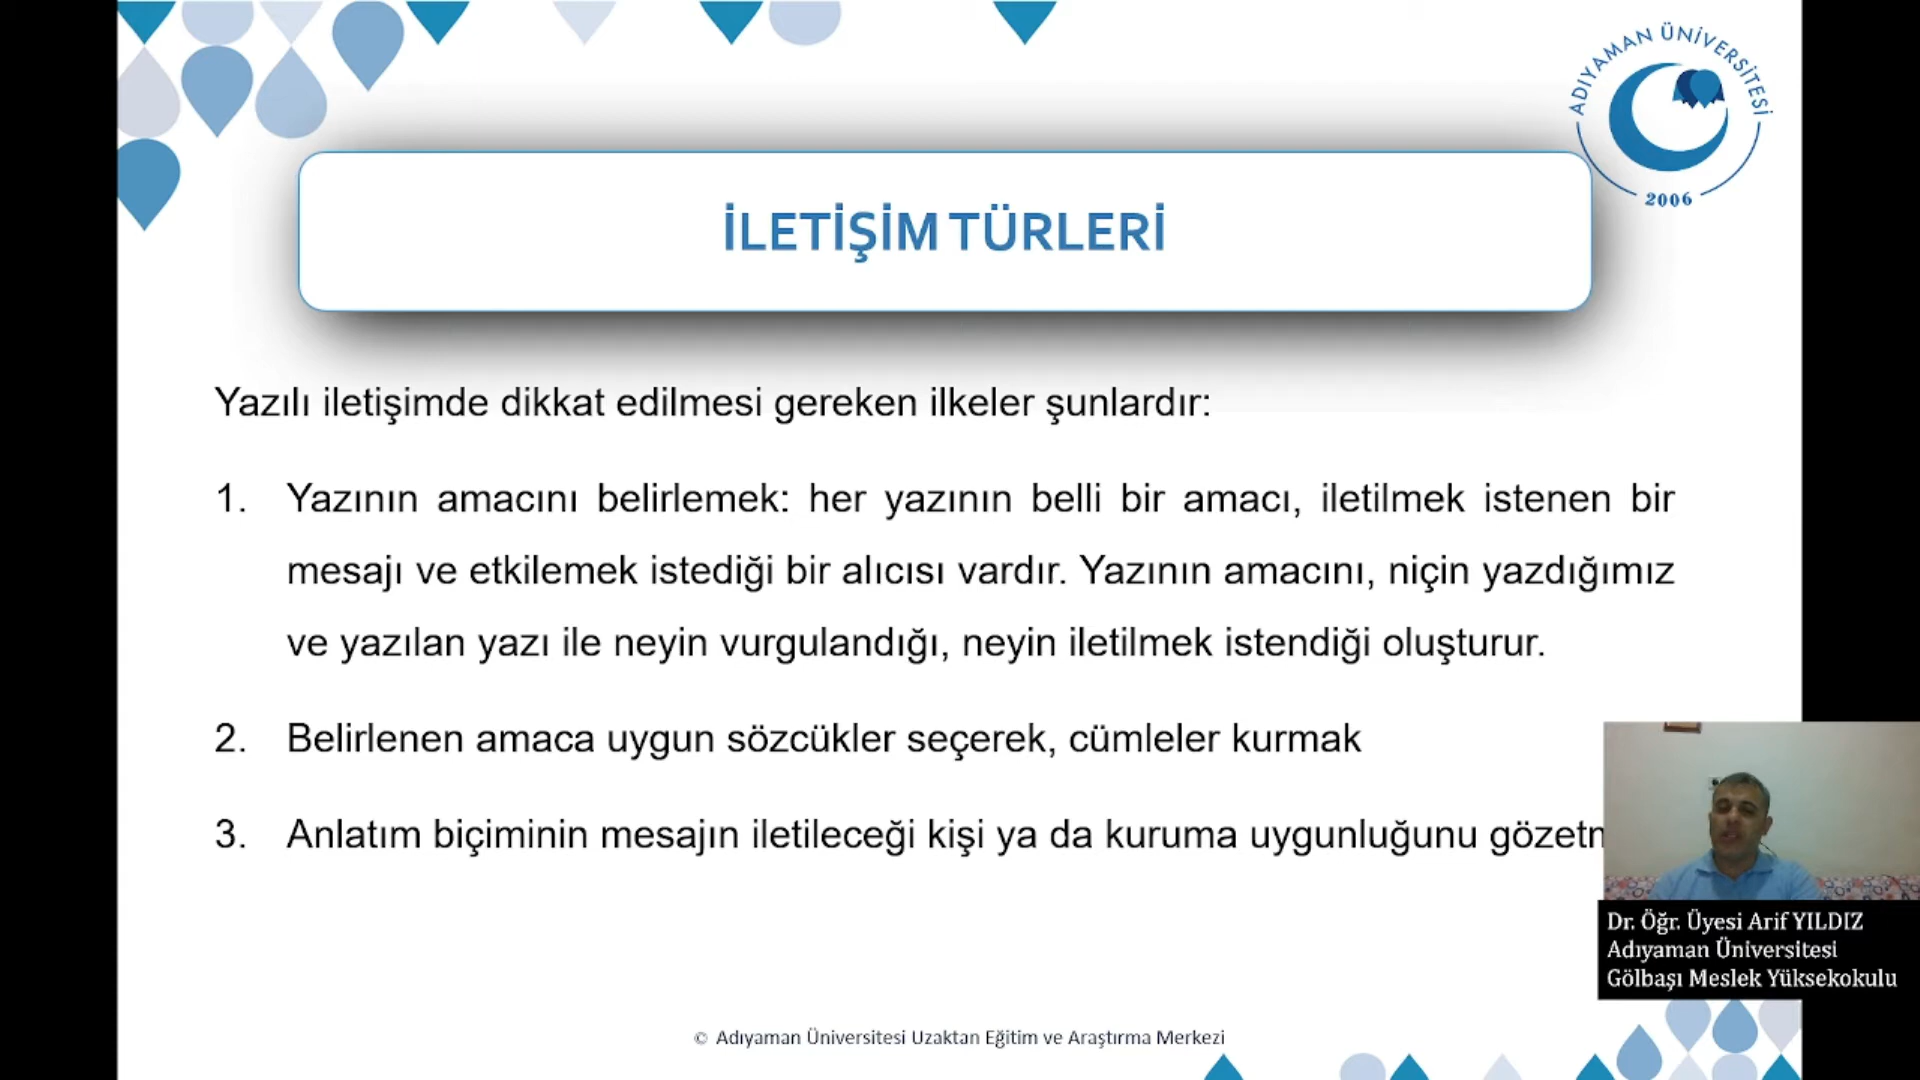 ADIYAMAN ÜNİVERSİTESİ
2006
İLETİŞİM TÜRLERİ
Yazılı iletişimde dikkat edilmesi gereken ilkeler şunlardır:
1. Yazının amacını belirlemek: her yazının belli bir amacı, iletilmek istenen bir
mesajı ve etkilemek istediği bir alıcısı vardır. Yazının amacını, niçin yazdığımız
ve yazılan yazı ile neyin vurgulandığı, neyin iletilmek istendiği oluşturur.
2. Belirlenen amaca uygun sözcükler seçerek, cümleler kurmak
3. Anlatım biçiminin mesajın iletileceği kişi ya da kuruma uygunluğunu
Dr. Öğr. Üyesi Arif YILDIZ
Adıyaman Üniversitesi
Gölbaşı Meslek Yüksekokulu
© Adıyaman Üniversitesi Uzaktan Eğitim ve Araştırma Merkezi